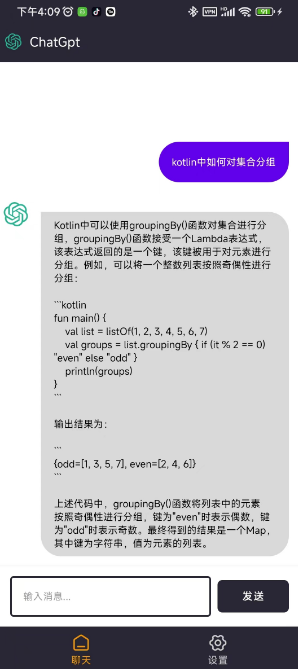 下午4:09
VPN
HD
91
ChatGpt
kotlin中如何对集合分组
Kotlin中可以使用groupingBy()函数对集合进行分
组，groupingBy()函数接受一个Lambda表达式，
该表达式返回的是一个键，该键被用于对元素进行
分组。例如，可以将一个整数列表按照奇偶性进行
分组：
```kotlin
fun main() {
    val list = listOf(1, 2, 3, 4, 5, 6, 7)
    val groups = list.groupingBy { if (it % 2 == 0)
"even" else "odd" }
    println(groups)
}
```
输出结果为：
```
{odd=[1, 3, 5, 7], even=[2, 4, 6]}
```
上述代码中，groupingBy()函数将列表中的元素
按照奇偶性进行分组，键为"even"时表示偶数，键
为"odd"时表示奇数。最终得到的结果是一个Map，
其中键为字符串，值为元素的列表。
输入消息...
发送
聊天
设置